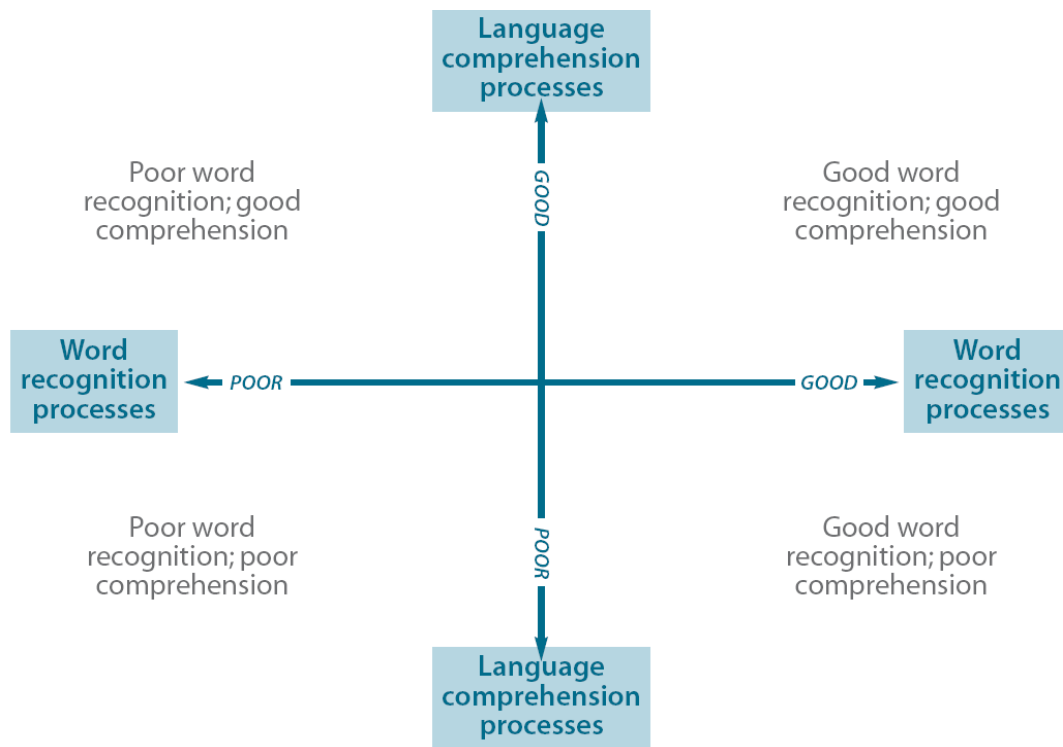 Language
comprehension
processes
Poor word
recognition; good
comprehension
GOOD
Good word
recognition; good
comprehension
Word
recognition
processes
POOR
GOOD
Word
recognition
processes
Poor word
recognition; poor
comprehension
POOR
Good word
recognition; poor
comprehension
Language
comprehension
processes